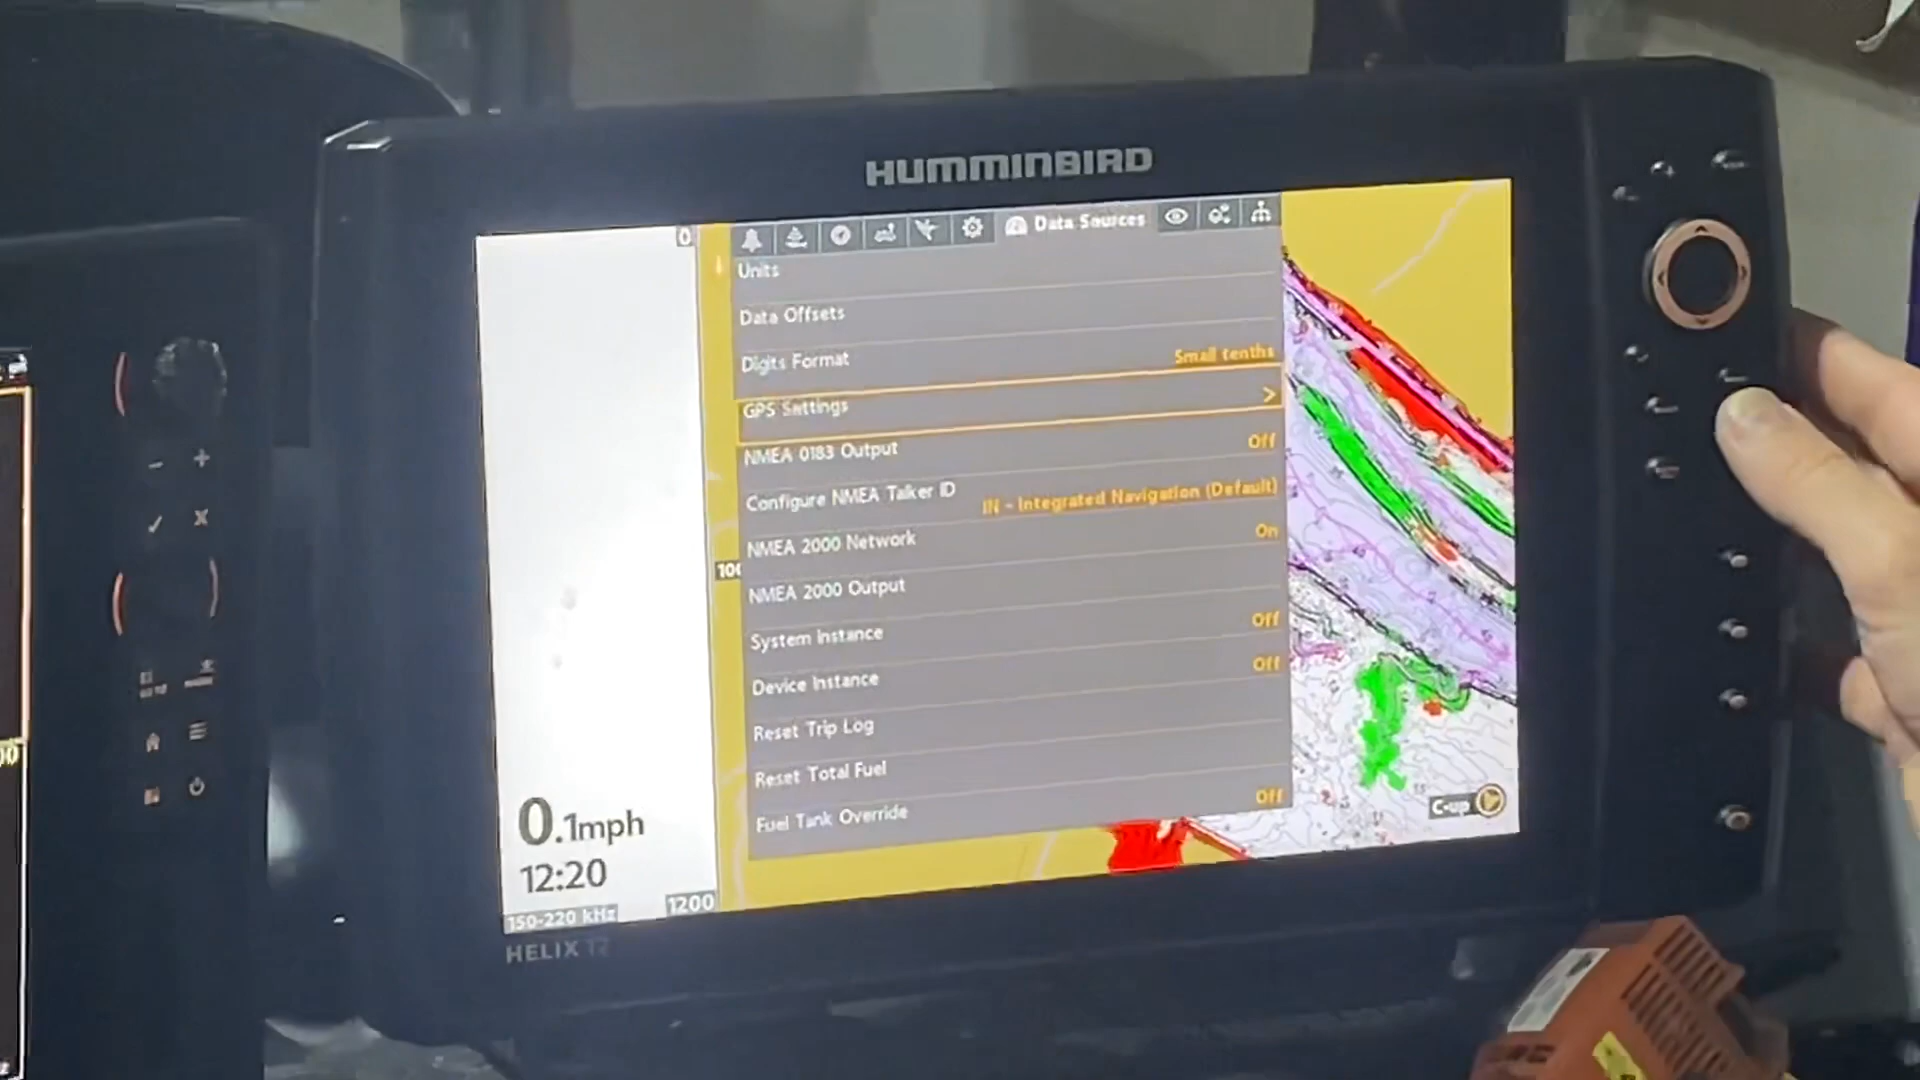 HUMMINBIRD
0
Data Sources
Units
Data Offsets
Digits Format Small tenths
GPS Settings >
NMEA 0183 Output Off
Configure NMEA Talker ID IN - Integrated Navigation (Default)
NMEA 2000 Network On
NMEA 2000 Output
System Instance Off
Device Instance Off
Reset Trip Log
Reset Total Fuel
Fuel Tank Override Off
0.1mph
12:20
150-220 kHz
1200
C-up
HELIX 12